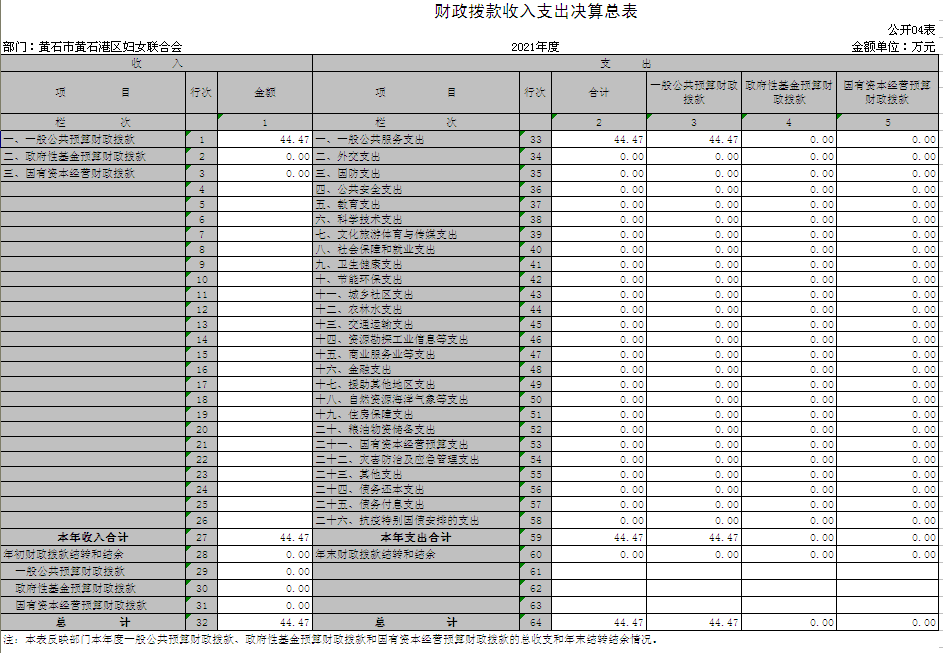 财政拨款收入支出决算总表
公开04表
部门：黄石市黄石港区妇女联合会 2021年度 金额单位：万元
收 入 支 出
项 目 行次 金额 项 目 行次 合计 一般公共预算财政拨款 政府性基金预算财政拨款 国有资本经营预算财政拨款
栏 次 1 栏 次 2 3 4 5
一、一般公共预算财政拨款 1 44.47 一、一般公共服务支出 33 44.47 44.47 0.00 0.00
二、政府性基金预算财政拨款 2 0.00 二、外交支出 34 0.00 0.00 0.00 0.00
三、国有资本经营财政拨款 3 0.00 三、国防支出 35 0.00 0.00 0.00 0.00
4 四、公共安全支出 36 0.00 0.00 0.00 0.00
5 五、教育支出 37 0.00 0.00 0.00 0.00
6 六、科学技术支出 38 0.00 0.00 0.00 0.00
7 七、文化旅游体育与传媒支出 39 0.00 0.00 0.00 0.00
8 八、社会保障和就业支出 40 0.00 0.00 0.00 0.00
9 九、卫生健康支出 41 0.00 0.00 0.00 0.00
10 十、节能环保支出 42 0.00 0.00 0.00 0.00
11 十一、城乡社区支出 43 0.00 0.00 0.00 0.00
12 十二、农林水支出 44 0.00 0.00 0.00 0.00
13 十三、交通运输支出 45 0.00 0.00 0.00 0.00
14 十四、资源勘探工业信息等支出 46 0.00 0.00 0.00 0.00
15 十五、商业服务业等支出 47 0.00 0.00 0.00 0.00
16 十六、金融支出 48 0.00 0.00 0.00 0.00
17 十七、援助其他地区支出 49 0.00 0.00 0.00 0.00
18 十八、自然资源海洋气象等支出 50 0.00 0.00 0.00 0.00
19 十九、住房保障支出 51 0.00 0.00 0.00 0.00
20 二十、粮油物资储备支出 52 0.00 0.00 0.00 0.00
21 二十一、国有资本经营预算支出 53 0.00 0.00 0.00 0.00
22 二十二、灾害防治及应急管理支出 54 0.00 0.00 0.00 0.00
23 二十三、其他支出 55 0.00 0.00 0.00 0.00
24 二十四、债务还本支出 56 0.00 0.00 0.00 0.00
25 二十五、债务付息支出 57 0.00 0.00 0.00 0.00
26 二十六、抗疫特别国债安排的支出 58 0.00 0.00 0.00 0.00
本年收入合计 27 44.47 本年支出合计 59 44.47 44.47 0.00 0.00
年初财政拨款结转和结余 28 0.00 年末财政拨款结转和结余 60 0.00 0.00 0.00 0.00
一般公共预算财政拨款 29 0.00 61
政府性基金预算财政拨款 30 0.00 62
国有资本经营预算财政拨款 31 0.00 63
总 计 32 44.47 总 计 64 44.47 44.47 0.00 0.00
注：本表反映部门本年度一般公共预算财政拨款、政府性基金预算财政拨款和国有资本经营预算财政拨款的总收支和年末结转结余情况。